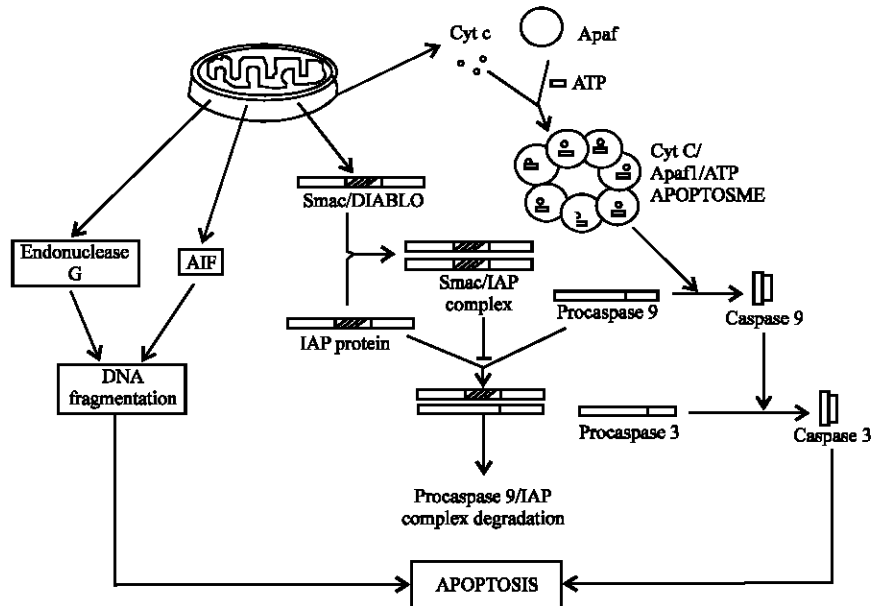 Cyt c
Apaf
ATP
Cyt C/
Apaf1/ATP
APOPTOSME
Smac/DIABLO
Endonuclease
G
AIF
Smac/IAP
complex
Procaspase 9
Caspase 9
IAP protein
DNA
fragmentation
Procaspase 3
Caspase 3
Procaspase 9/IAP
complex degradation
APOPTOSIS